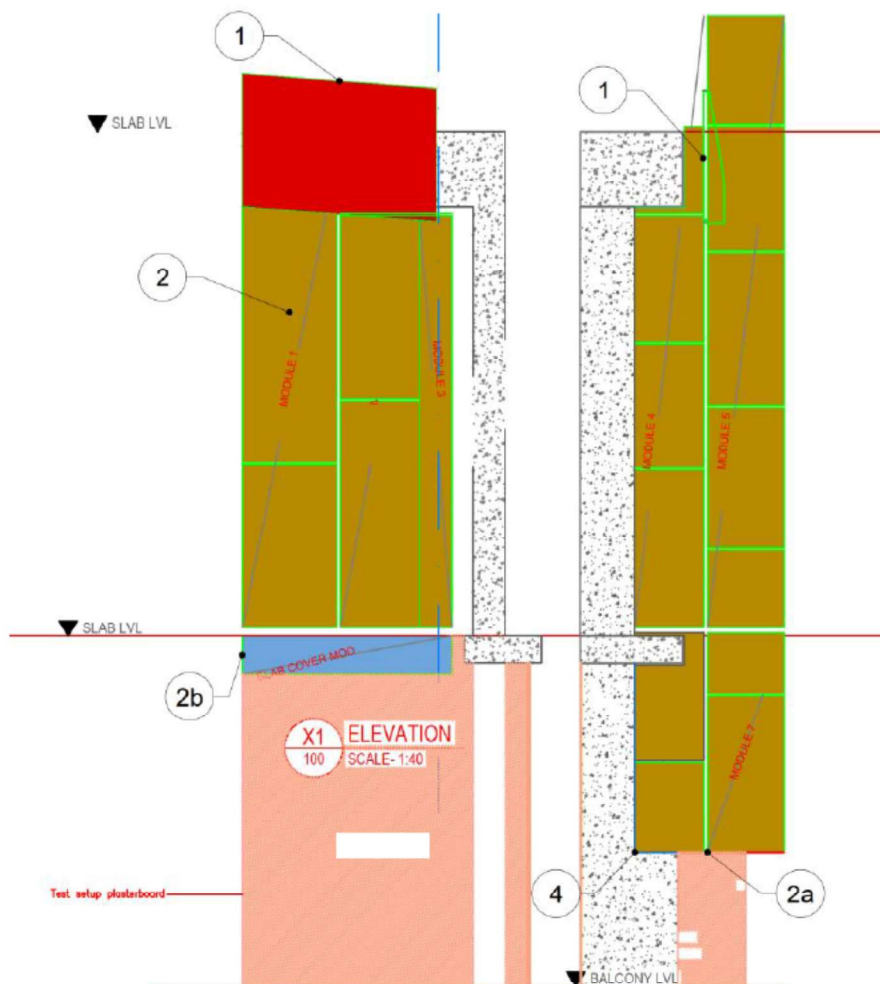 1
SLAB LVL
1
2
MODULE 1
MODULE 3
MODULE 4
MODULE 5
SLAB LVL
SLAB COVER MOD.
2b
X1
100
ELEVATION
SCALE- 1:40
MODULE 7
Test setup plasterboard
4
2a
BALCONY LVL